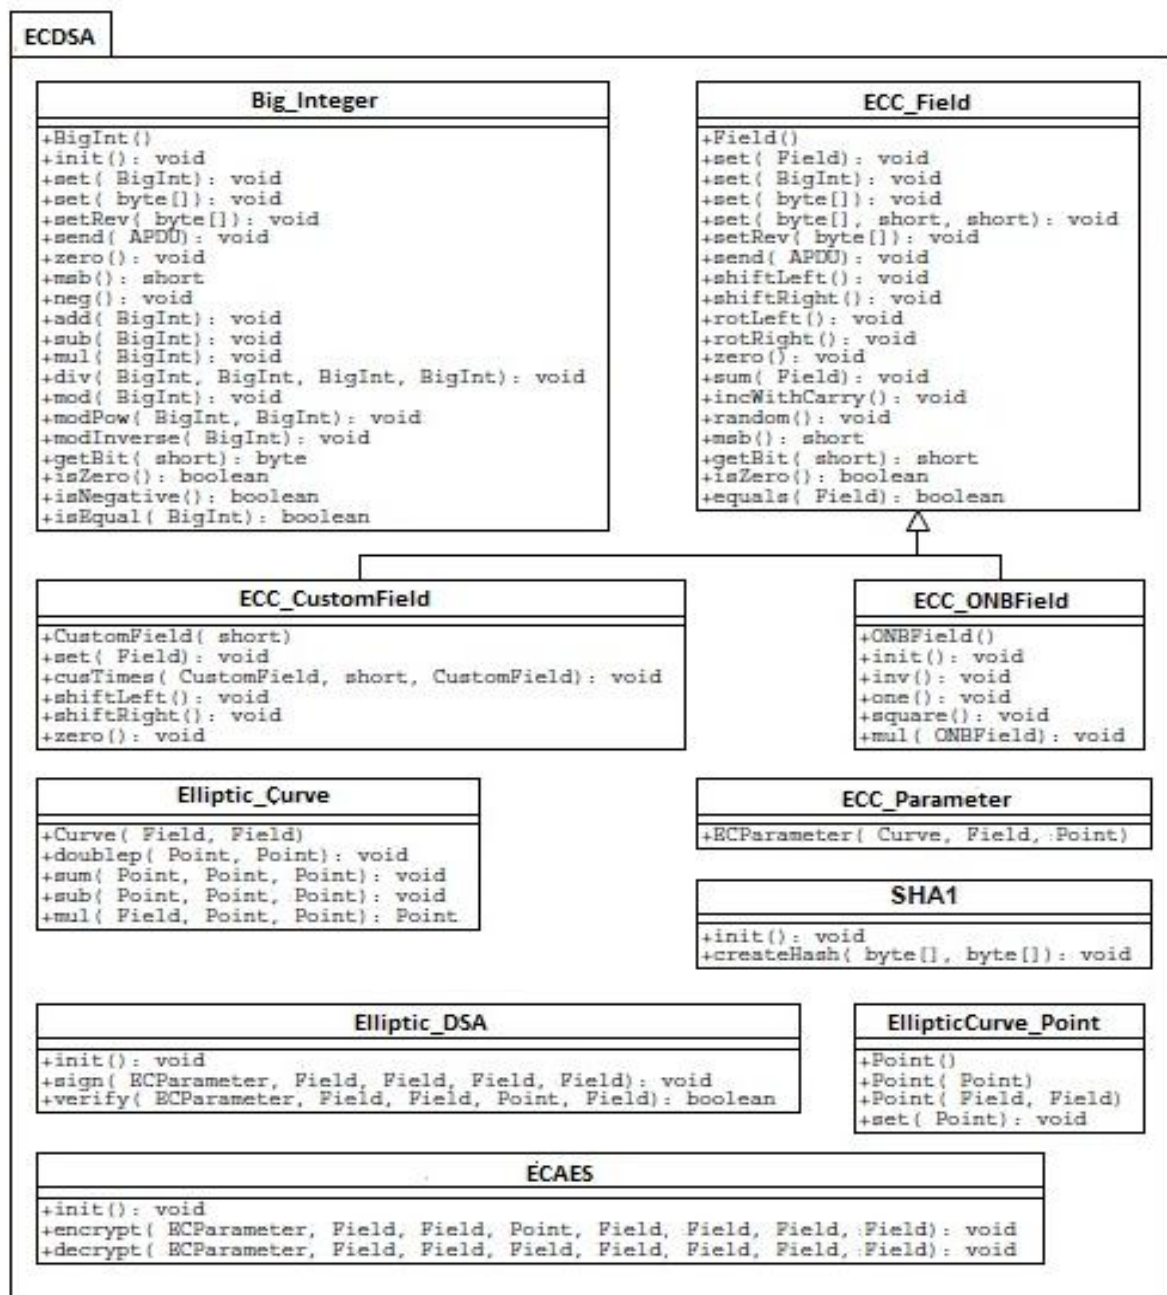 ECDSA
Big_Integer
+BigInt()
+init(): void
+set( BigInt): void
+set( byte[]): void
+setRev( byte[]): void
+send( APDU): void
+zero(): void
+msb(): short
+neg(): void
+add( BigInt): void
+sub( BigInt): void
+mul( BigInt): void
+div( BigInt, BigInt, BigInt, BigInt): void
+mod( BigInt): void
+modPow( BigInt, BigInt): void
+modInverse( BigInt): void
+getBit( short): byte
+isZero(): boolean
+isNegative(): boolean
+isEqual( BigInt): boolean
ECC_Field
+Field()
+set( Field): void
+set( BigInt): void
+set( byte[]): void
+set( byte[], short, short): void
+setRev( byte[]): void
+send( APDU): void
+shiftLeft(): void
+shiftRight(): void
+rotLeft(): void
+rotRight(): void
+zero(): void
+sum( Field): void
+incWithCarry(): void
+random(): void
+msb(): short
+getBit( short): short
+isZero(): boolean
+equals( Field): boolean
ECC_CustomField
+CustomField( short)
+set( Field): void
+cusTimes( CustomField, short, CustomField): void
+shiftLeft(): void
+shiftRight(): void
+zero(): void
ECC_ONBField
+ONBField()
+init(): void
+inv(): void
+one(): void
+square(): void
+mul( ONBField): void
Elliptic_Curve
+Curve( Field, Field)
+doublep( Point, Point): void
+sum( Point, Point, Point): void
+sub( Point, Point, Point): void
+mul( Field, Point, Point): Point
ECC_Parameter
+ECParameter( Curve, Field, Point)
SHA1
+init(): void
+createHash( byte[], byte[]): void
Elliptic_DSA
+init(): void
+sign( ECParameter, Field, Field, Field, Field): void
+verify( ECParameter, Field, Field, Point, Field): boolean
EllipticCurve_Point
+Point()
+Point( Point)
+Point( Field, Field)
+set( Point): void
ECAES
+init(): void
+encrypt( ECParameter, Field, Field, Point, Field, Field, Field, Field): void
+decrypt( ECParameter, Field, Field, Field, Field, Field, Field, Field): void